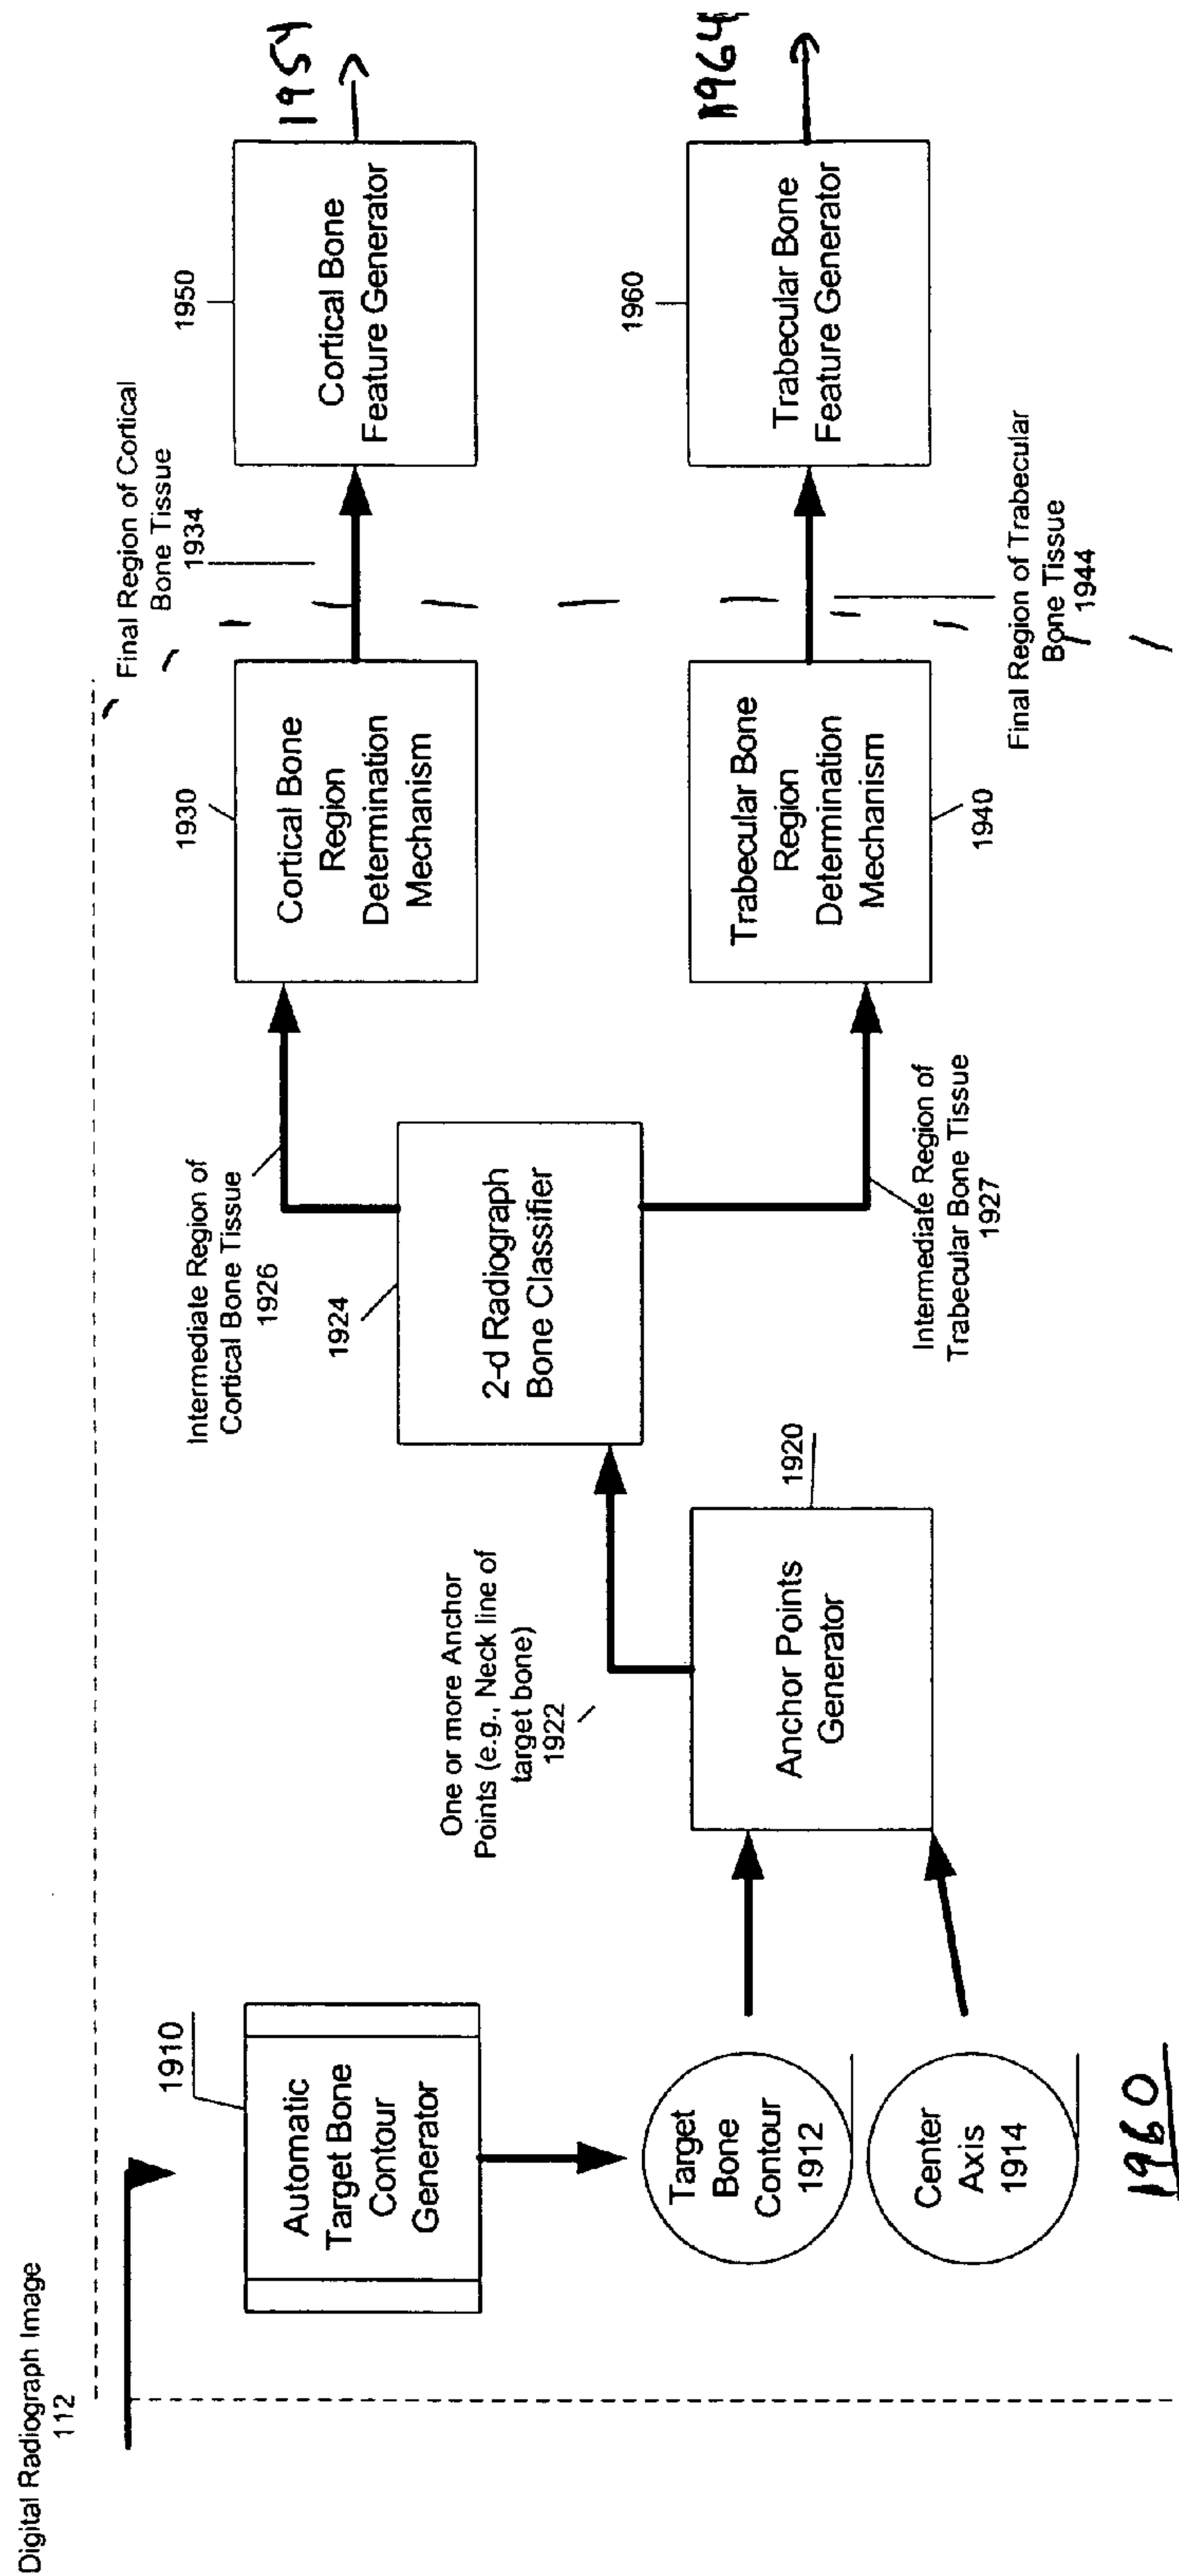 Digital Radiograph Image
112
1910
Automatic
Target Bone
Contour
Generator
Target
Bone
Contour
1912
Center
Axis
1914
1960
One or more Anchor
Points (e.g., Neck line of
target bone)
1922
Anchor Points
Generator
1920
Intermediate Region of
Cortical Bone Tissue
1926
1924
2-d Radiograph
Bone Classifier
Intermediate Region of
Trabecular Bone Tissue
1927
1930
Cortical Bone
Region
Determination
Mechanism
Trabecular Bone
Region
Determination
Mechanism
1940
Final Region of Cortical
Bone Tissue
1934
Final Region of Trabecular
Bone Tissue
1944
1950
Cortical Bone
Feature Generator
1954
1960
Trabecular Bone
Feature Generator
1964